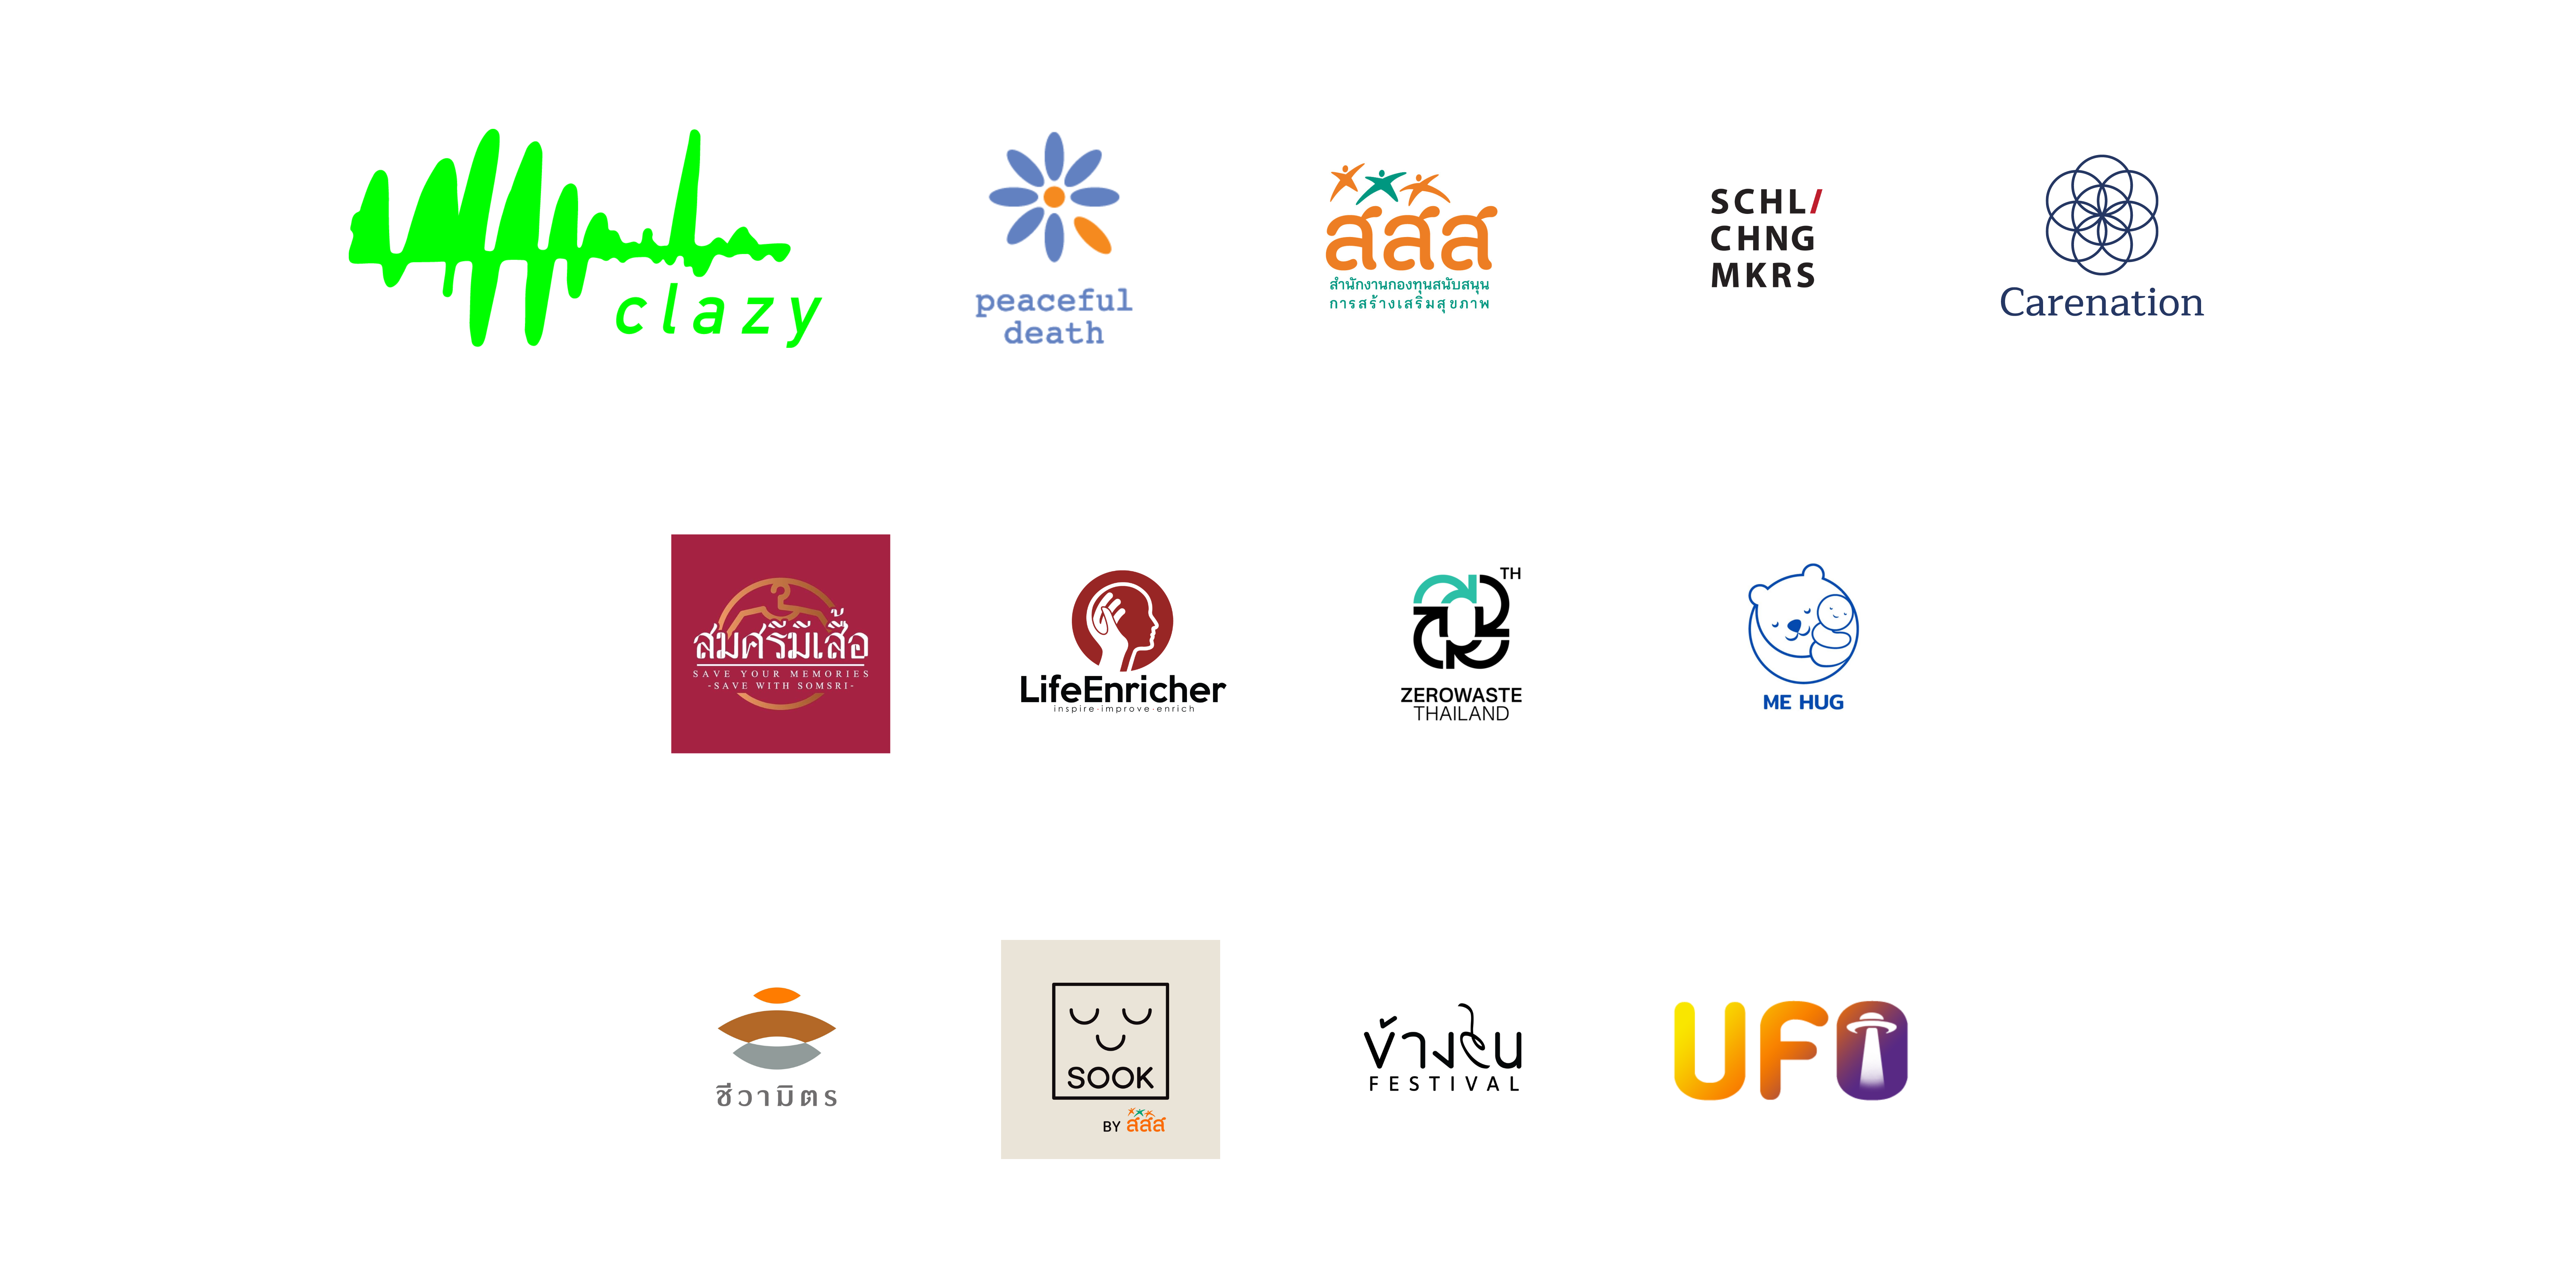 clazy
peaceful
death
สสส
สำนักงานกองทุนสนับสนุน
การสร้างเสริมสุขภาพ
SCHL/
CHNG
MKRS
Carenation
สมศรีมีเสื้อ
SAVE YOUR MEMORIES
-SAVE WITH SOMSRI-
LifeEnricher
inspire·improve·enrich
TH
ZEROWASTE
THAILAND
ME HUG
ชีวามิตร
SOOK
BY สสส
ข้างใน
FESTIVAL
UFO